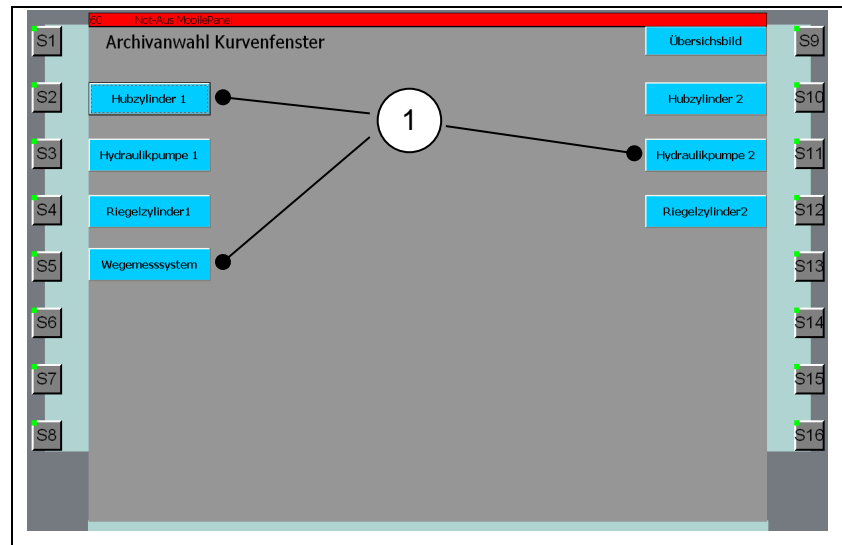 60 Not-Aus MobilePanel
S1 Archivanwahl Kurvenfenster Übersichsbild S9
S2 Hubzylinder 1 Hubzylinder 2 S10
1
S3 Hydraulikpumpe 1 Hydraulikpumpe 2 S11
S4 Riegelzylinder1 Riegelzylinder2 S12
S5 Wegemesssystem S13
S6 S14
S7 S15
S8 S16